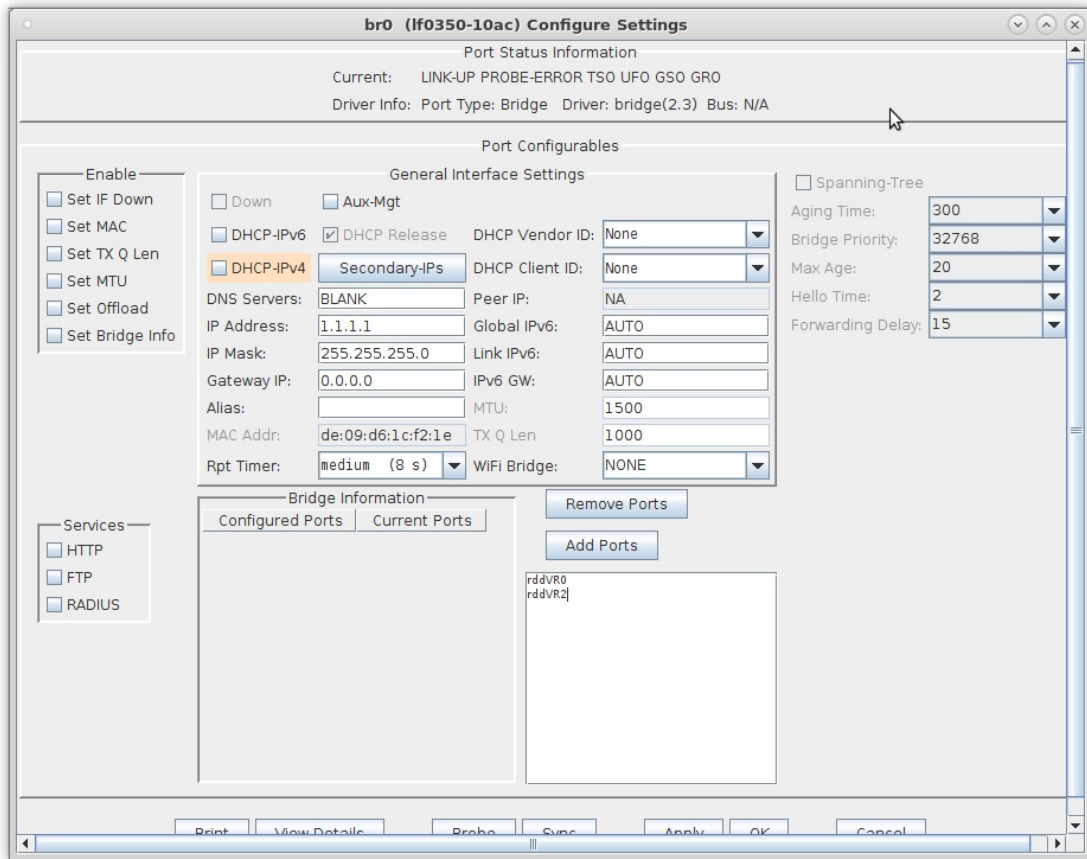 br0 (lf0350-10ac) Configure Settings
Port Status Information
Current: LINK-UP PROBE-ERROR TSO UFO GSO GRO
Driver Info: Port Type: Bridge Driver: bridge(2.3) Bus: N/A
Port Configurables
Enable
Set IF Down
Set MAC
Set TX Q Len
Set MTU
Set Offload
Set Bridge Info
General Interface Settings
Down Aux-Mgt
DHCP-IPv6 DHCP Release DHCP Vendor ID: None
DHCP-IPv4 Secondary-IPs DHCP Client ID: None
DNS Servers: BLANK Peer IP: NA
IP Address: 1.1.1.1 Global IPv6: AUTO
IP Mask: 255.255.255.0 Link IPv6: AUTO
Gateway IP: 0.0.0.0 IPv6 GW: AUTO
Alias: MTU: 1500
MAC Addr: de:09:d6:1c:f2:1e TX Q Len 1000
Rpt Timer: medium (8 s) WiFi Bridge: NONE
Spanning-Tree
Aging Time: 300
Bridge Priority: 32768
Max Age: 20
Hello Time: 2
Forwarding Delay: 15
Services
HTTP
FTP
RADIUS
Bridge Information
Configured Ports Current Ports
Remove Ports
Add Ports
rddVR0
rddVR2
Print View Details Probe Sync Apply OK Cancel